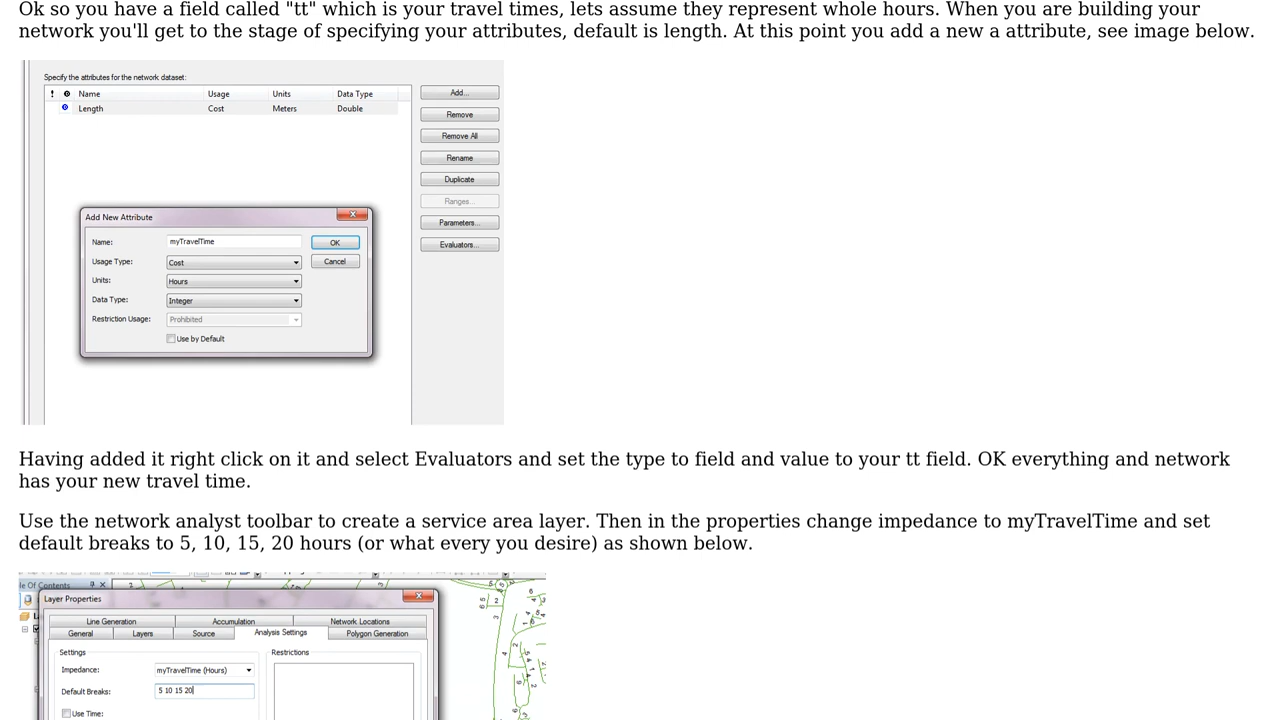 Ok so you have a field called "tt" which is your travel times, lets assume they represent whole hours. When you are building your
network you'll get to the stage of specifying your attributes, default is length. At this point you add a new a attribute, see image below.
Specify the attributes for the network dataset:
! Name Usage Units Data Type
Length Cost Meters Double
Add...
Remove
Remove All
Rename
Duplicate
Ranges...
Parameters...
Evaluators...
Add New Attribute
Name: myTravelTime OK
Usage Type: Cost Cancel
Units: Hours
Data Type: Integer
Restriction Usage: Prohibited
Use by Default
Having added it right click on it and select Evaluators and set the type to field and value to your tt field. OK everything and network
has your new travel time.
Use the network analyst toolbar to create a service area layer. Then in the properties change impedance to myTravelTime and set
default breaks to 5, 10, 15, 20 hours (or what every you desire) as shown below.
le Of Contents
Layer Properties
Line Generation Accumulation Network Locations
General Layers Source Analysis Settings Polygon Generation
Settings Restrictions
Impedance: myTravelTime (Hours)
Default Breaks: 5 10 15 20
Use Time: